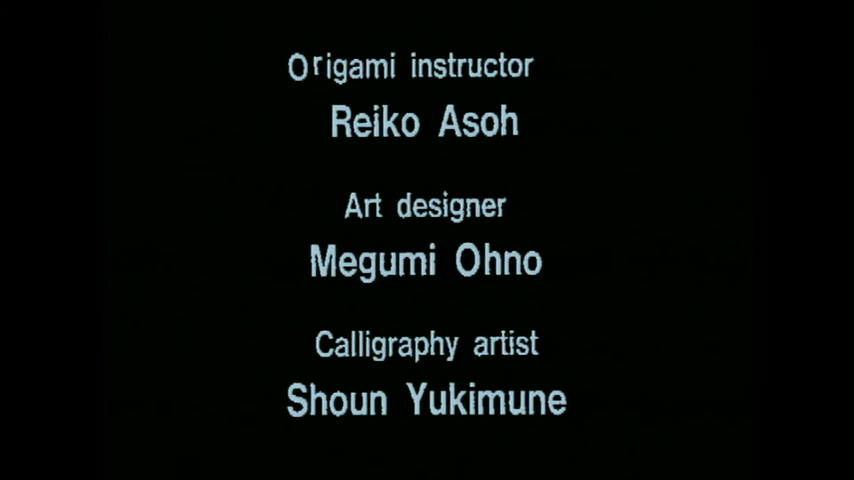 Origami instructor
Reiko Asoh
Art designer
Megumi Ohno
Calligraphy artist
Shoun Yukimune